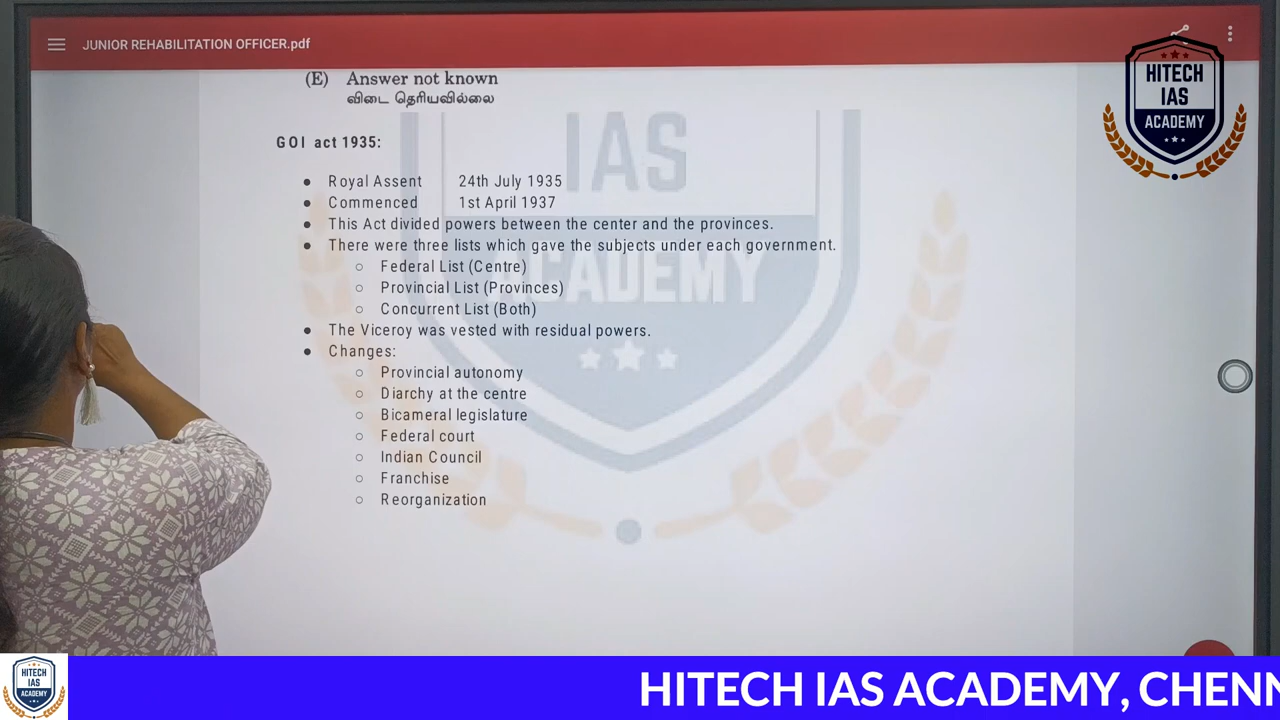 JUNIOR REHABILITATION OFFICER.pdf
HITECH
IAS
ACADEMY
(E) Answer not known
விடை தெரியவில்லை
GOI act 1935:
● Royal Assent 24th July 1935
● Commenced 1st April 1937
● This Act divided powers between the center and the provinces.
● There were three lists which gave the subjects under each government.
○ Federal List (Centre)
○ Provincial List (Provinces)
○ Concurrent List (Both)
● The Viceroy was vested with residual powers.
● Changes:
○ Provincial autonomy
○ Diarchy at the centre
○ Bicameral legislature
○ Federal court
○ Indian Council
○ Franchise
○ Reorganization
IAS
ACADEMY
HITECH
IAS
ACADEMY
HITECH IAS ACADEMY, CHENN